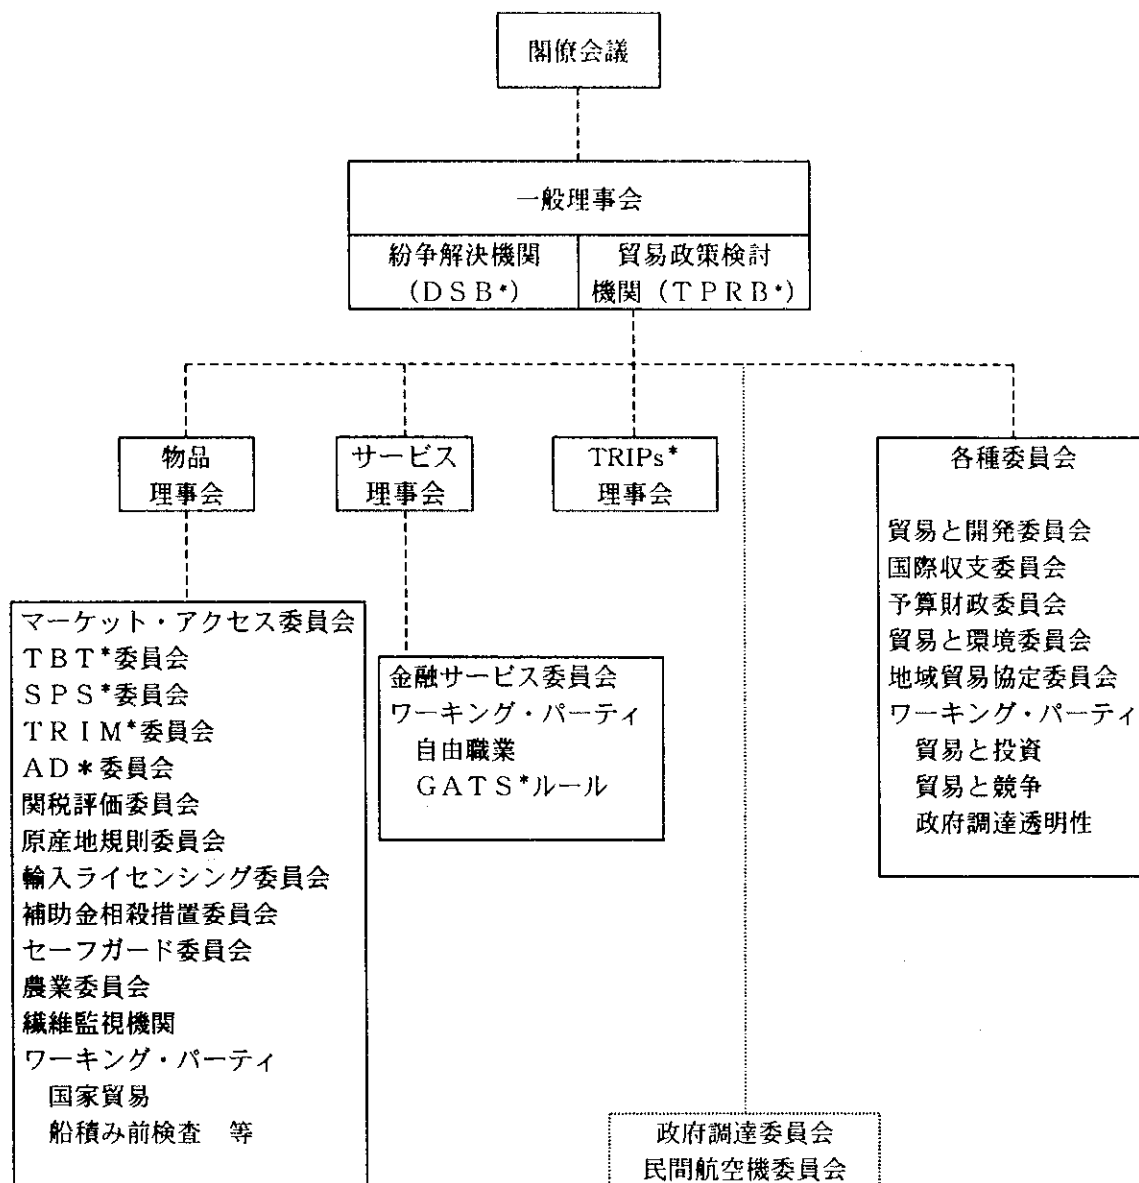 閣僚会議
一般理事会
紛争解決機関
(DSB*)
貿易政策検討
機関(TPRB*)
物品
理事会
サービス
理事会
TRIPs*
理事会
各種委員会
貿易と開発委員会
国際収支委員会
予算財政委員会
貿易と環境委員会
地域貿易協定委員会
ワーキング・パーティ
貿易と投資
貿易と競争
政府調達透明性
マーケット・アクセス委員会
TBT*委員会
SPS*委員会
TRIM*委員会
AD*委員会
関税評価委員会
原産地規則委員会
輸入ライセンシング委員会
補助金相殺措置委員会
セーフガード委員会
農業委員会
繊維監視機関
ワーキング・パーティ
国家貿易
船積み前検査 等
金融サービス委員会
ワーキング・パーティ
自由職業
GATS*ルール
政府調達委員会
民間航空機委員会